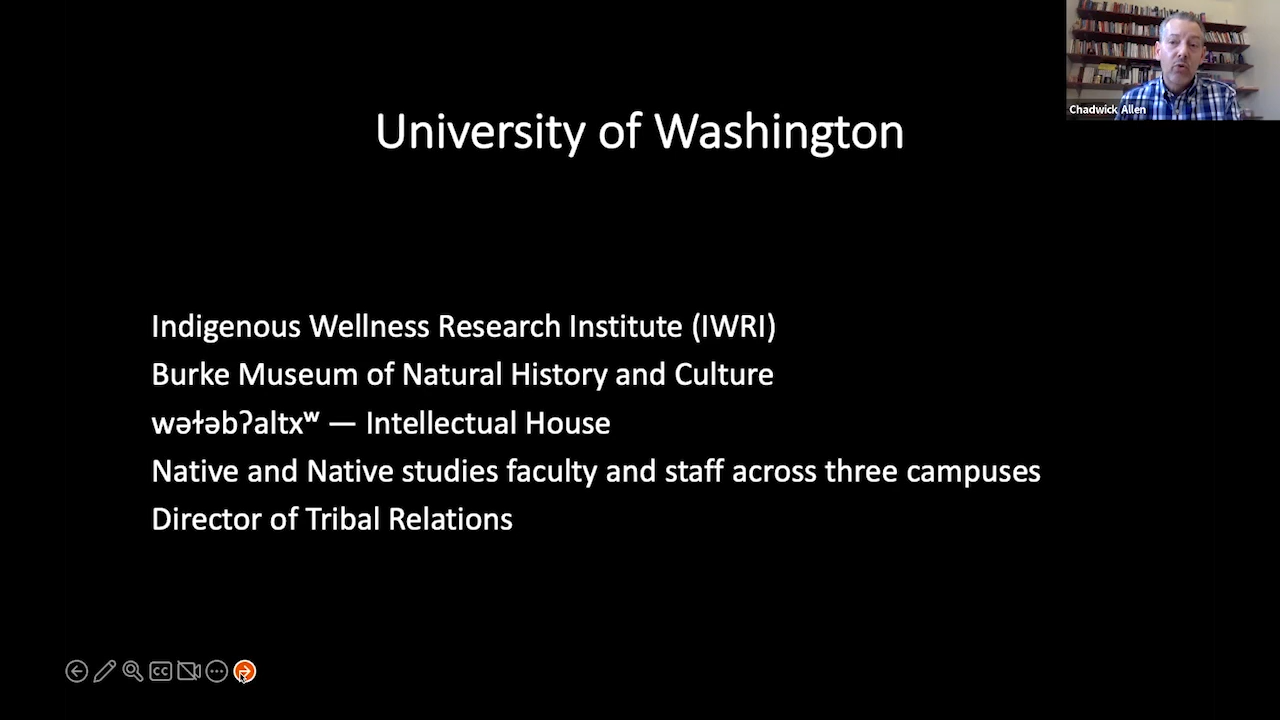 Chadwick Allen
University of Washington
Indigenous Wellness Research Institute (IWRI)
Burke Museum of Natural History and Culture
wəɬəbʔaltxʷ — Intellectual House
Native and Native studies faculty and staff across three campuses
Director of Tribal Relations
CC